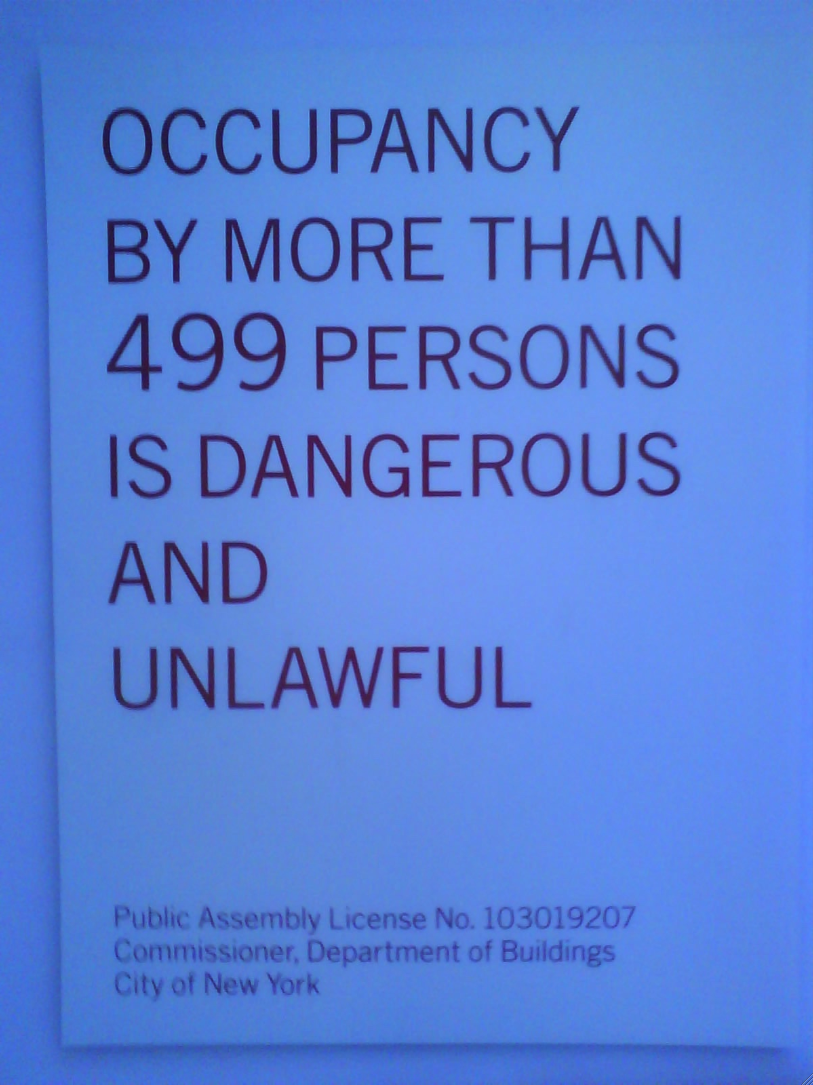 OCCUPANCY
BY MORE THAN
499 PERSONS
IS DANGEROUS
AND
UNLAWFUL
Public Assembly License No. 103019207
Commissioner, Department of Buildings
City of New York